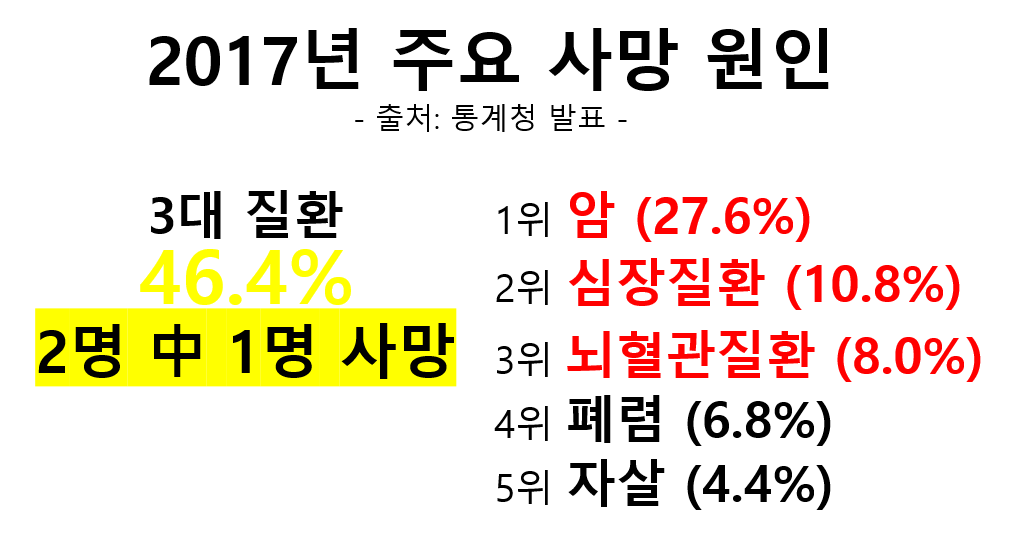 2017년 주요 사망 원인
- 출처: 통계청 발표 -
3대 질환
46.4%
2명 中 1명 사망
1위 암 (27.6%)
2위 심장질환 (10.8%)
3위 뇌혈관질환 (8.0%)
4위 폐렴 (6.8%)
5위 자살 (4.4%)